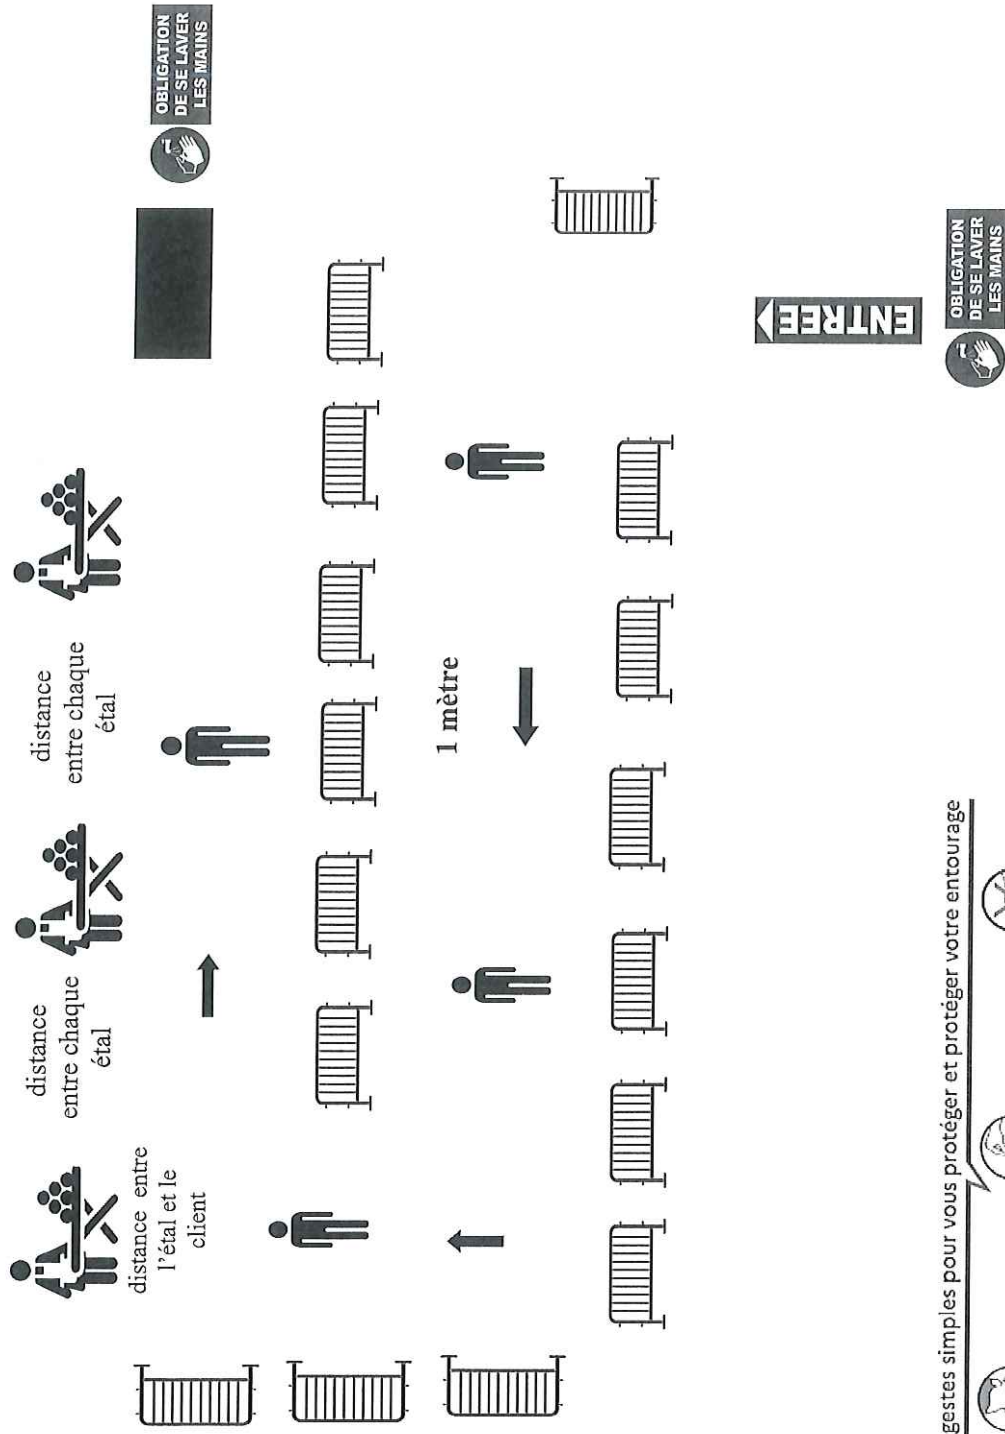 OBLIGATION
DE SE LAVER
LES MAINS
distance
entre chaque
étal
distance
entre chaque
étal
distance entre
l'étal et le
client
1 mètre
ENTREE
OBLIGATION
DE SE LAVER
LES MAINS
gestes simples pour vous protéger et protéger votre entourage